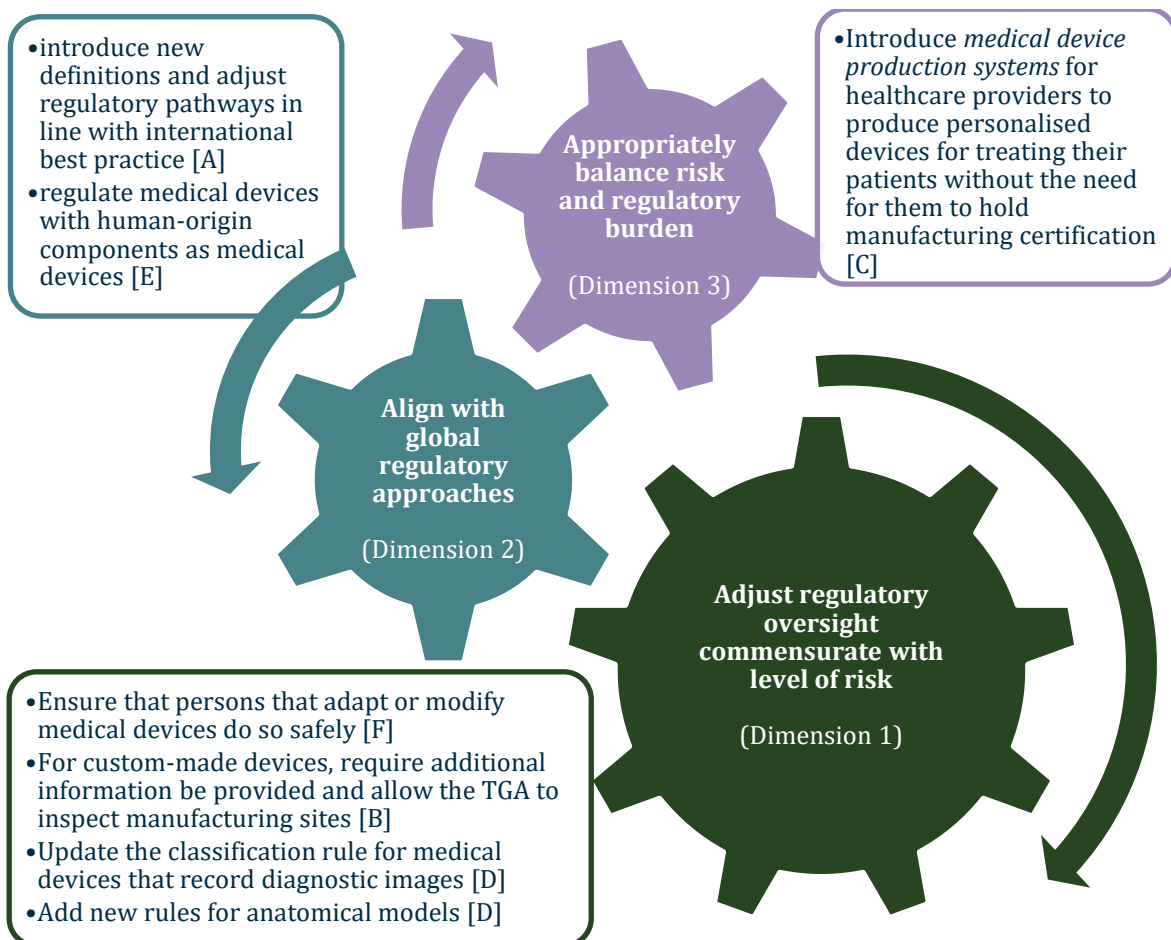 •introduce new
definitions and adjust
regulatory pathways in
line with international
best practice [A]
•regulate medical devices
with human-origin
components as medical
devices [E]
Appropriately
balance risk
and regulatory
burden
(Dimension 3)
•Introduce medical device
production systems for
healthcare providers to
produce personalised
devices for treating their
patients without the need
for them to hold
manufacturing certification
[C]
Align with
global
regulatory
approaches
(Dimension 2)
Adjust regulatory
oversight
commensurate with
level of risk
(Dimension 1)
•Ensure that persons that adapt or modify
medical devices do so safely [F]
•For custom-made devices, require additional
information be provided and allow the TGA to
inspect manufacturing sites [B]
•Update the classification rule for medical
devices that record diagnostic images [D]
•Add new rules for anatomical models [D]